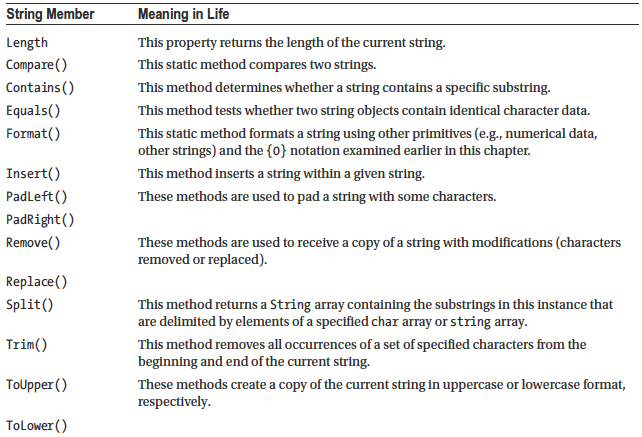 String Member Meaning in Life
Length This property returns the length of the current string.
Compare() This static method compares two strings.
Contains() This method determines whether a string contains a specific substring.
Equals() This method tests whether two string objects contain identical character data.
Format() This static method formats a string using other primitives (e.g., numerical data,
other strings) and the {0} notation examined earlier in this chapter.
Insert() This method inserts a string within a given string.
PadLeft() These methods are used to pad a string with some characters.
PadRight()
Remove() These methods are used to receive a copy of a string with modifications (characters
removed or replaced).
Replace()
Split() This method returns a String array containing the substrings in this instance that
are delimited by elements of a specified char array or string array.
Trim() This method removes all occurrences of a set of specified characters from the
beginning and end of the current string.
ToUpper() These methods create a copy of the current string in uppercase or lowercase format,
respectively.
ToLower()